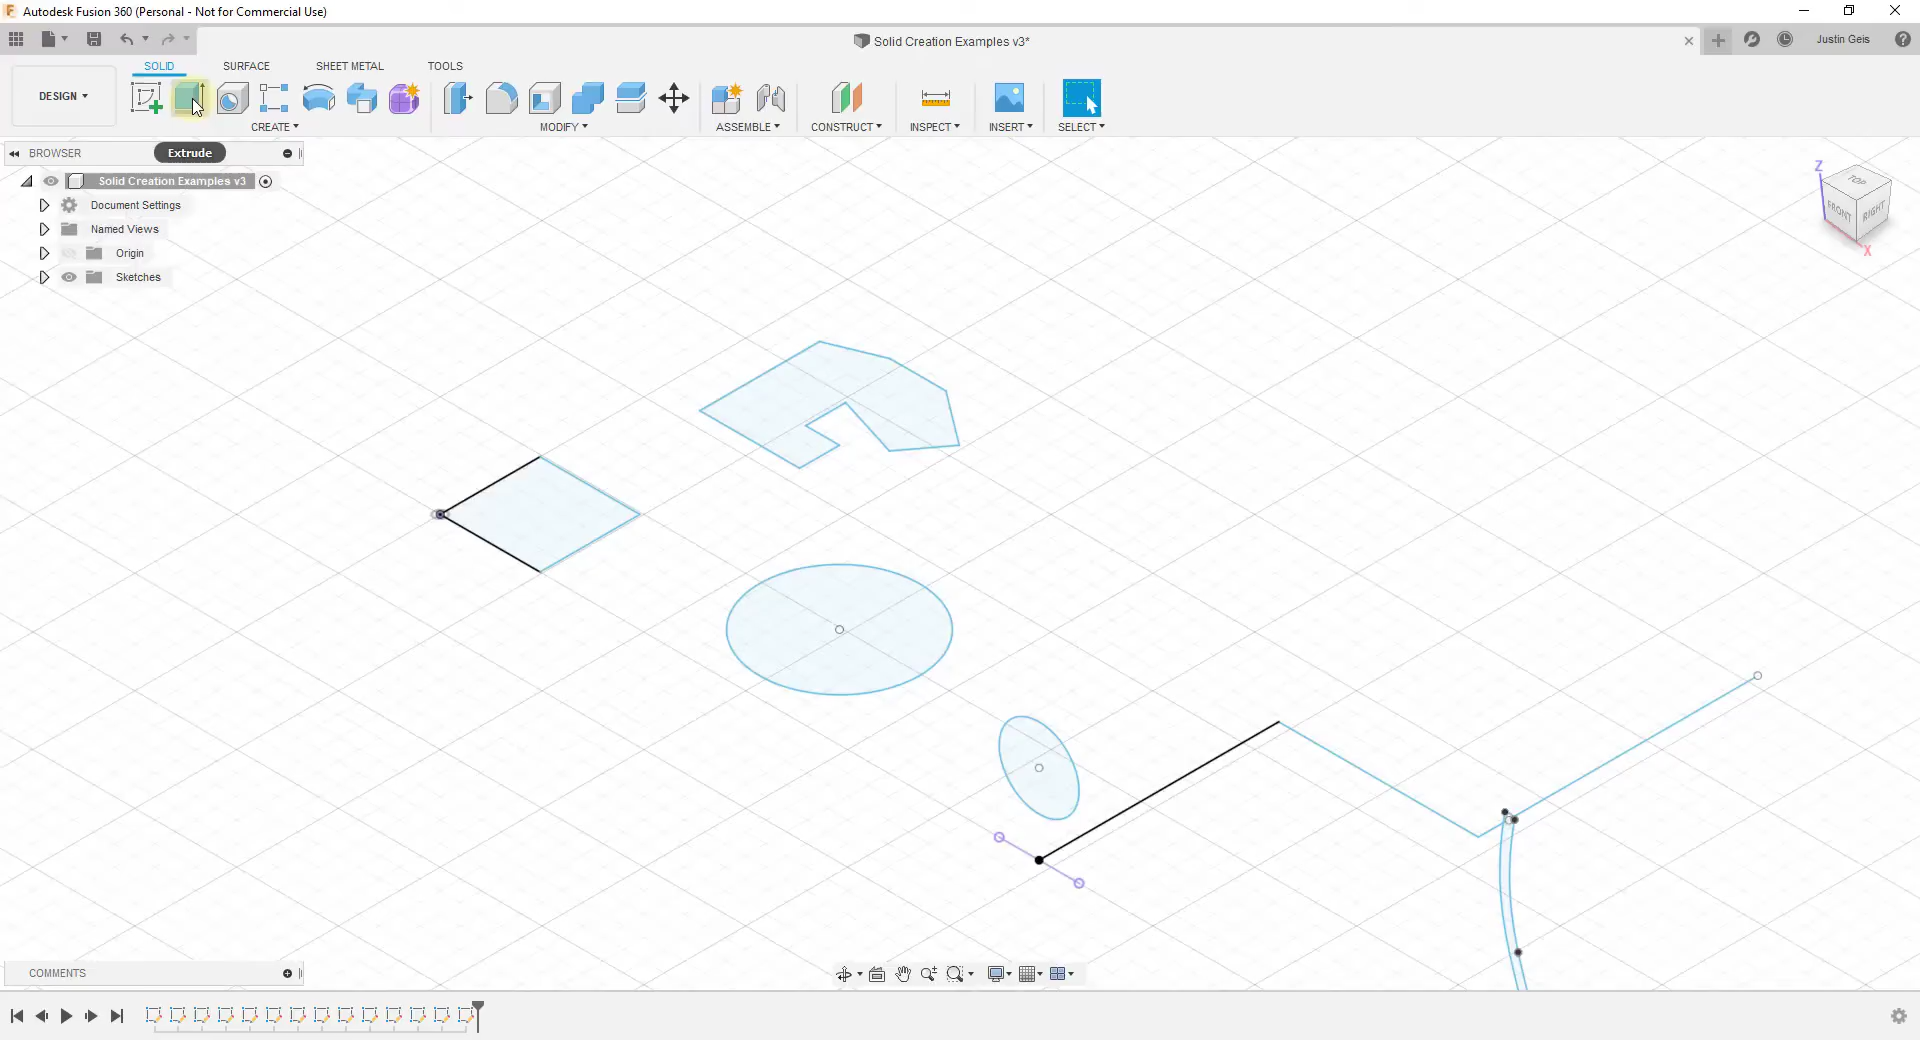 Autodesk Fusion 360 (Personal - Not for Commercial Use)
Solid Creation Examples v3*
Justin Geis
SOLID
SURFACE
SHEET METAL
TOOLS
DESIGN
CREATE
MODIFY
ASSEMBLE
CONSTRUCT
INSPECT
INSERT
SELECT
BROWSER
Extrude
Solid Creation Examples v3
Document Settings
Named Views
Origin
Sketches
Z
TOP
FRONT
RIGHT
X
COMMENTS